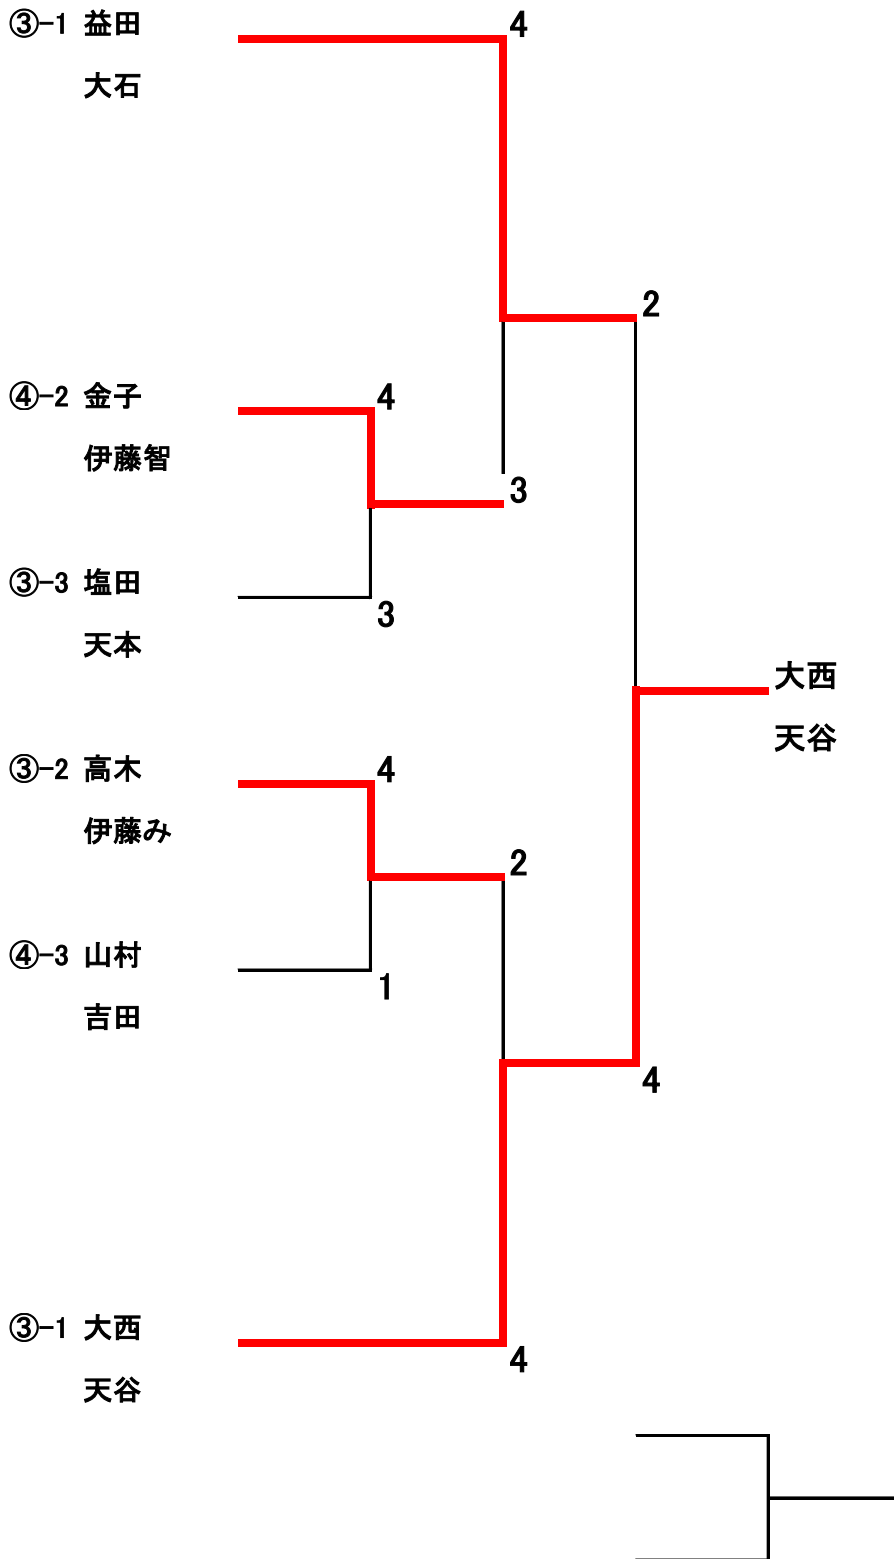 ③-1 益田 4
大石
2
④-2 金子 4
伊藤智
3
③-3 塩田
3
天本
大西
天谷
③-2 高木 4
伊藤み
2
④-3 山村
1
吉田
4
③-1 大西
4
天谷